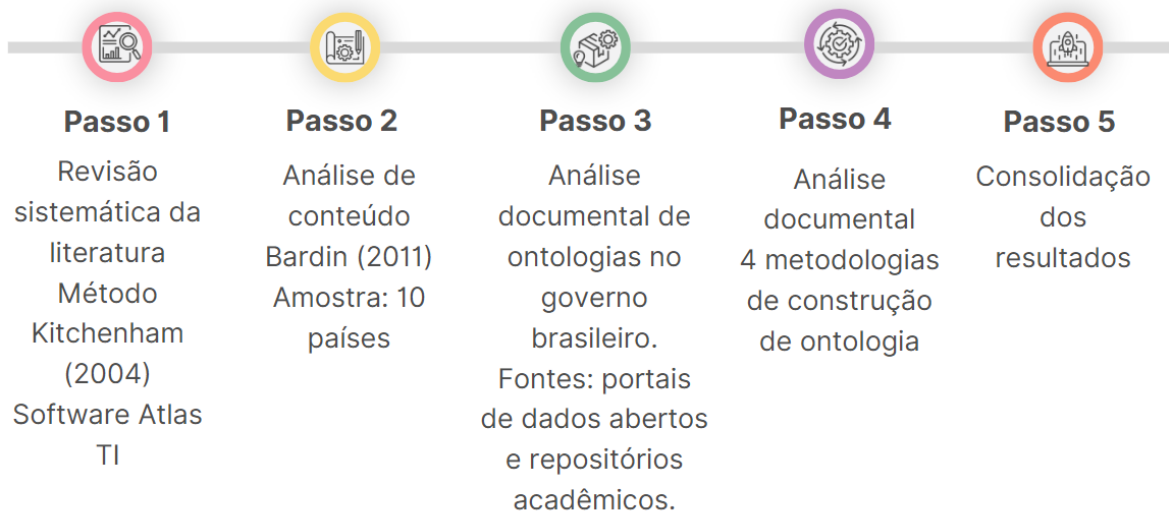 Passo 1
Revisão
sistemática da
literatura
Método
Kitchenham
(2004)
Software Atlas
TI
Passo 2
Análise de
conteúdo
Bardin (2011)
Amostra: 10
países
Passo 3
Análise
documental de
ontologias no
governo
brasileiro.
Fontes: portais
de dados abertos
e repositórios
acadêmicos.
Passo 4
Análise
documental
4 metodologias
de construção
de ontologia
Passo 5
Consolidação
dos
resultados